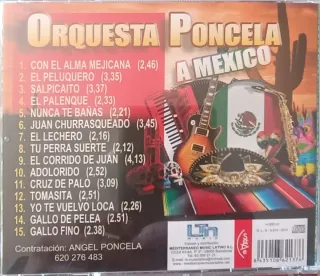 ORQUESTA PONCELA
A MEXICO
1. CON EL ALMA MEJICANA (2,46)
2. EL PELUQUERO (3,35)
3. SALPICAITO (3,37)
4. EL PALENQUE (2,33)
5. NUNCA TE BAÑAS (2,21)
6. JUAN CHURRASQUEADO (3,45)
7. EL LECHERO (2,16)
8. TU PERRA SUERTE (2,12)
9. EL CORRIDO DE JUAN (4,13)
10. ADOLORIDO (2,52)
11. CRUZ DE PALO (3,09)
12. TOMASITA (2,51)
13. YO TE VUELVO LOCA (2,26)
14. GALLO DE PELEA (2,51)
15. GALLO FINO (2,38)
Contratación: ANGEL PONCELA
620 276 483
MEDITERRANEO MUSIC LATINO S.L.